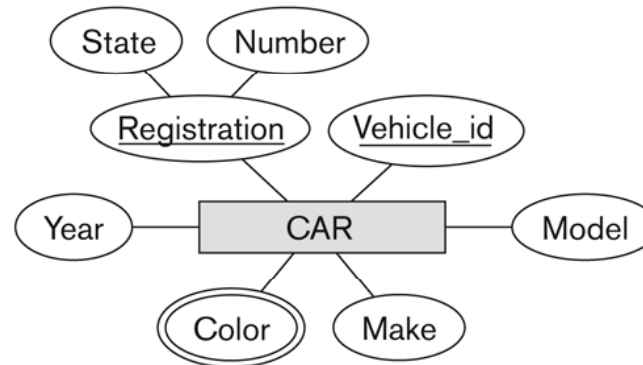 State
Number
Registration
Vehicle_id
Year
CAR
Model
Color
Make